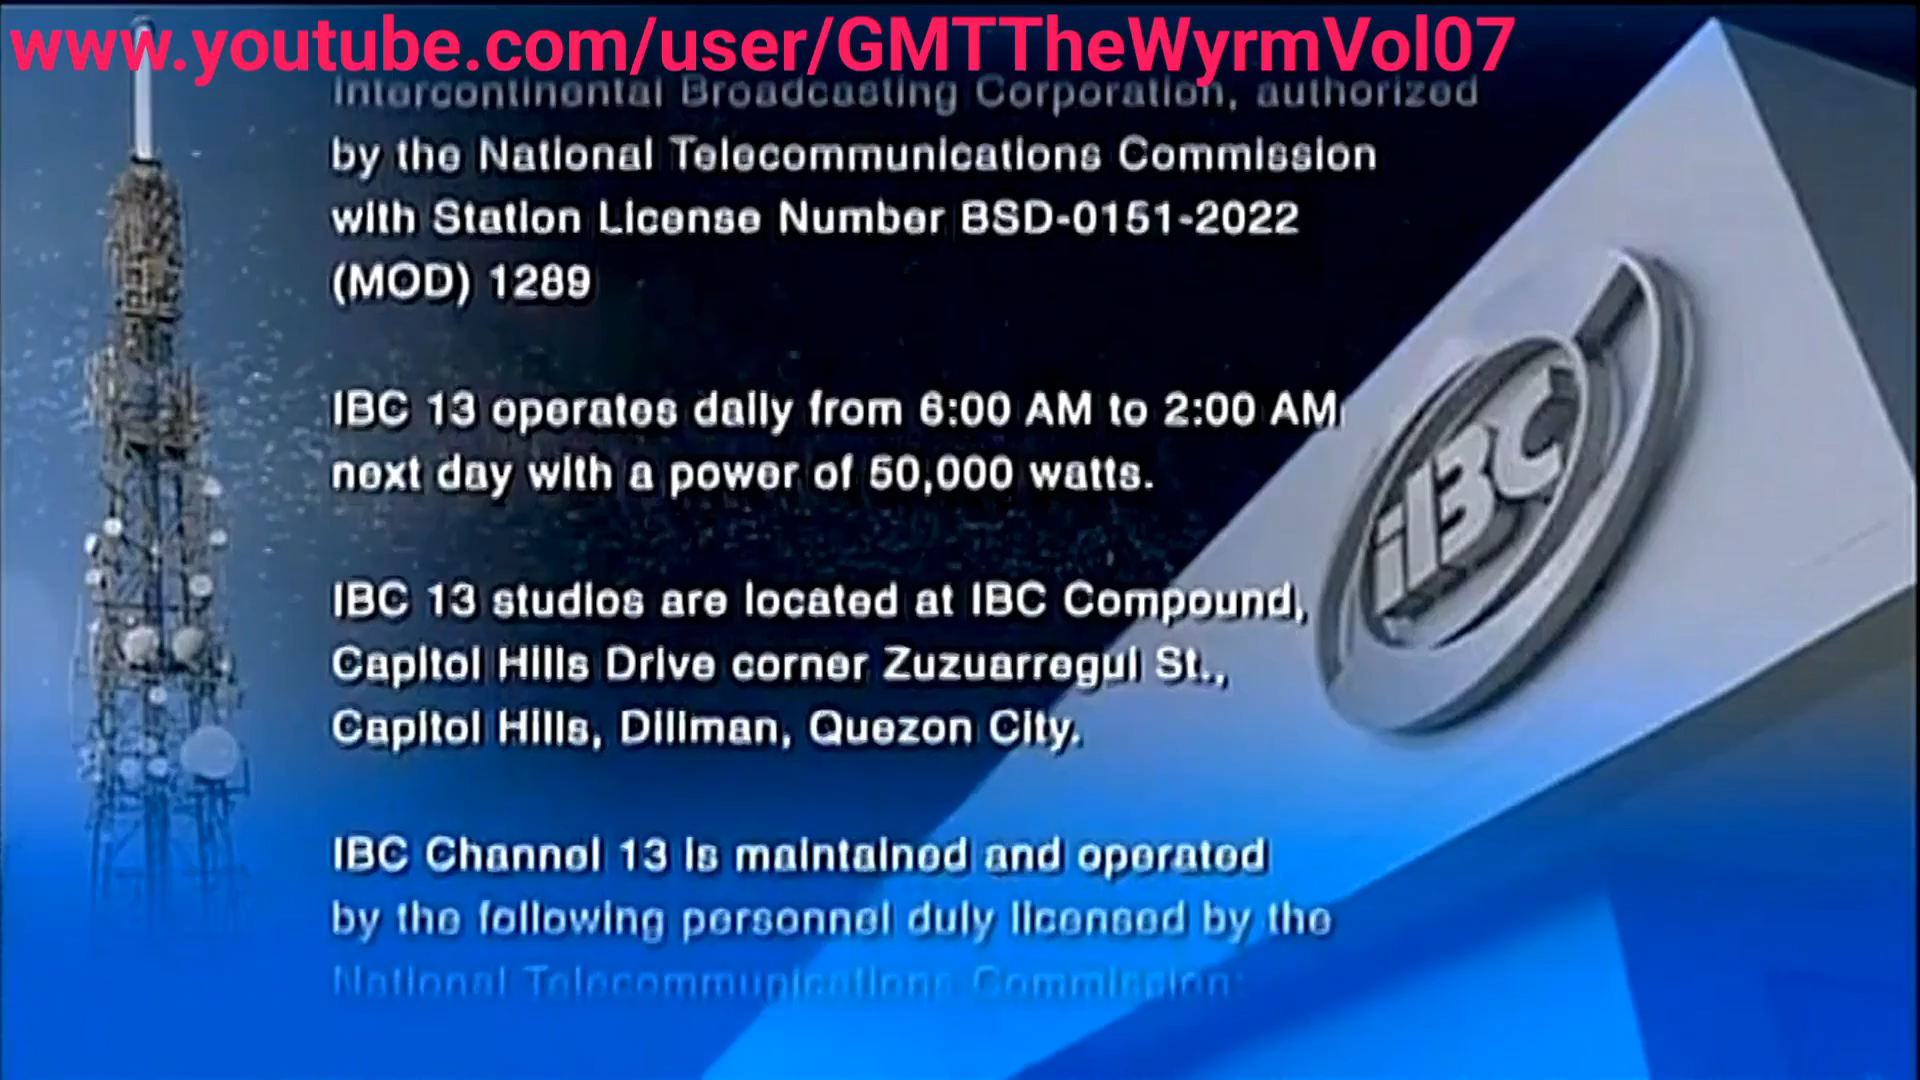 www.youtube.com/user/GMTTheWyrmVol07
Intercontinental Broadcasting Corporation, authorized
by the National Telecommunications Commission
with Station License Number BSD-0151-2022
(MOD) 1289
IBC 13 operates daily from 6:00 AM to 2:00 AM
next day with a power of 50,000 watts.
IBC 13 studios are located at IBC Compound,
Capitol Hills Drive corner Zuzuarregui St.,
Capitol Hills, Diliman, Quezon City.
IBC Channel 13 is maintained and operated
by the following personnel duly licensed by the
National Telecommunications Commission:
iBC